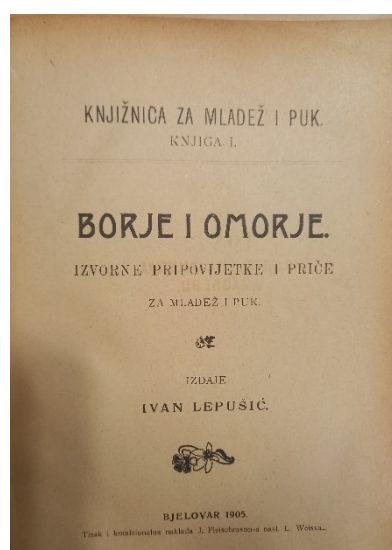 KNJIŽNICA ZA MLADEŽ I PUK.
KNJIGA I.
BORJE I OMORJE.
IZVORNE PRIPOVIJETKE I PRIČE
ZA MLADEŽ I PUK.
IZDAJE
IVAN LEPUŠIĆ.
BJELOVAR 1905.
Tisak i komisionalna naklada J. Fleischmann-a nasl. L. Weiss.